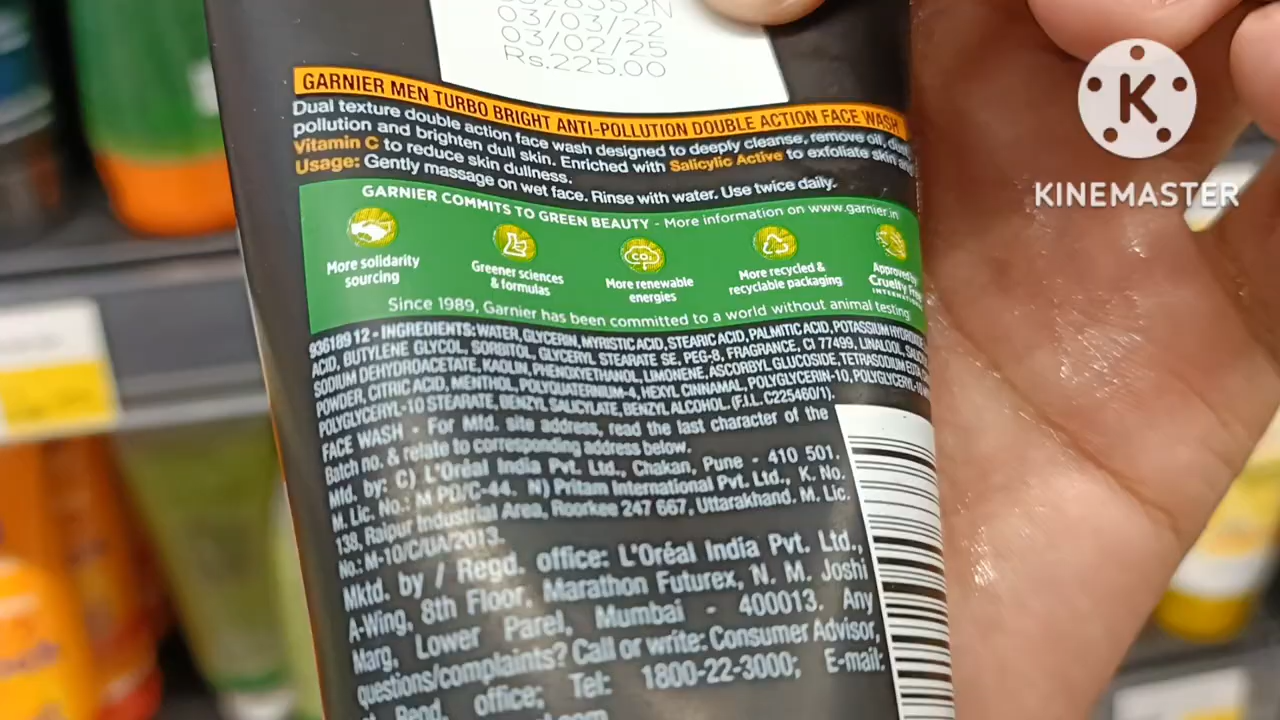 03/03/22
03/02/25
Rs.225.00
GARNIER MEN TURBO BRIGHT ANTI-POLLUTION DOUBLE ACTION FACE WASH
Dual texture double action face wash designed to deeply cleanse, remove oil,
pollution and brighten dull skin. Enriched with Salicylic Active to exfoliate skin and
Vitamin C to reduce skin dullness.
Usage: Gently massage on wet face. Rinse with water. Use twice daily.
GARNIER COMMITS TO GREEN BEAUTY - More information on www.garnier.in
More solidarity
sourcing
Greener sciences
& formulas
CO2
More renewable
energies
More recycled &
recyclable packaging
Approved by
Cruelty Free
INTERNATIONAL
Since 1989, Garnier has been committed to a world without animal testing
936189 12 - INGREDIENTS: WATER, GLYCERIN, MYRISTIC ACID, STEARIC ACID, PALMITIC ACID, POTASSIUM
ACID, BUTYLENE GLYCOL, SORBITOL, GLYCERYL STEARATE SE, PEG-8, FRAGRANCE, CI 77499, LINALOOL,
SODIUM DEHYDROACETATE, KAOLIN, PHENOXYETHANOL, LIMONENE, ASCORBYL GLUCOSIDE, TETRASODIUM EDTA
POWDER, CITRIC ACID, MENTHOL, POLYQUATERNIUM-4, HEXYL CINNAMAL, POLYGLYCERIN-10, POLYGLYCERYL-10
POLYGLYCERYL-10 STEARATE, BENZYL SALICYLATE, BENZYL ALCOHOL. (F.I.L. C225460/1).
FACE WASH - For Mfd. site address, read the last character of the
Batch no. & relate to corresponding address below.
Mfd. by: C) L'Oréal India Pvt. Ltd., Chakan, Pune - 410 501.
M. Lic. No.: M PD/C-44. N) Pritam International Pvt. Ltd., K. No.
138, Raipur Industrial Area, Roorkee 247 667, Uttarakhand. M. Lic.
No.: M-10/C/UA/2013.
Mktd. by / Regd. office: L'Oréal India Pvt. Ltd.,
A-Wing, 8th Floor, Marathon Futurex, N. M. Joshi
Marg, Lower Parel, Mumbai - 400013. Any
questions/complaints? Call or write: Consumer Advisor,
at Regd. office; Tel: 1800-22-3000; E-mail:
K
KINEMASTER